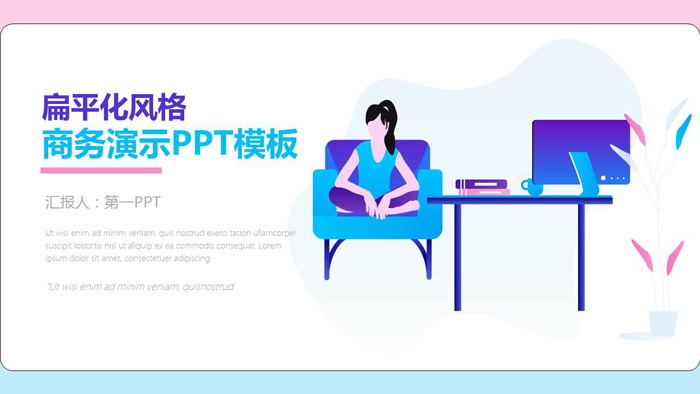 扁平化风格
商务演示PPT模板
汇报人：第一PPT
Ut wisi enim ad minim veniam, quis nostrud exerci tation ullamcorper
suscipit lobortis nisl ut aliquip ex ea commodo consequat. Lorem
ipsum dolor sit amet, consectetuer adipiscing
"Ut wisi enim ad minim veniam, quisnostrud